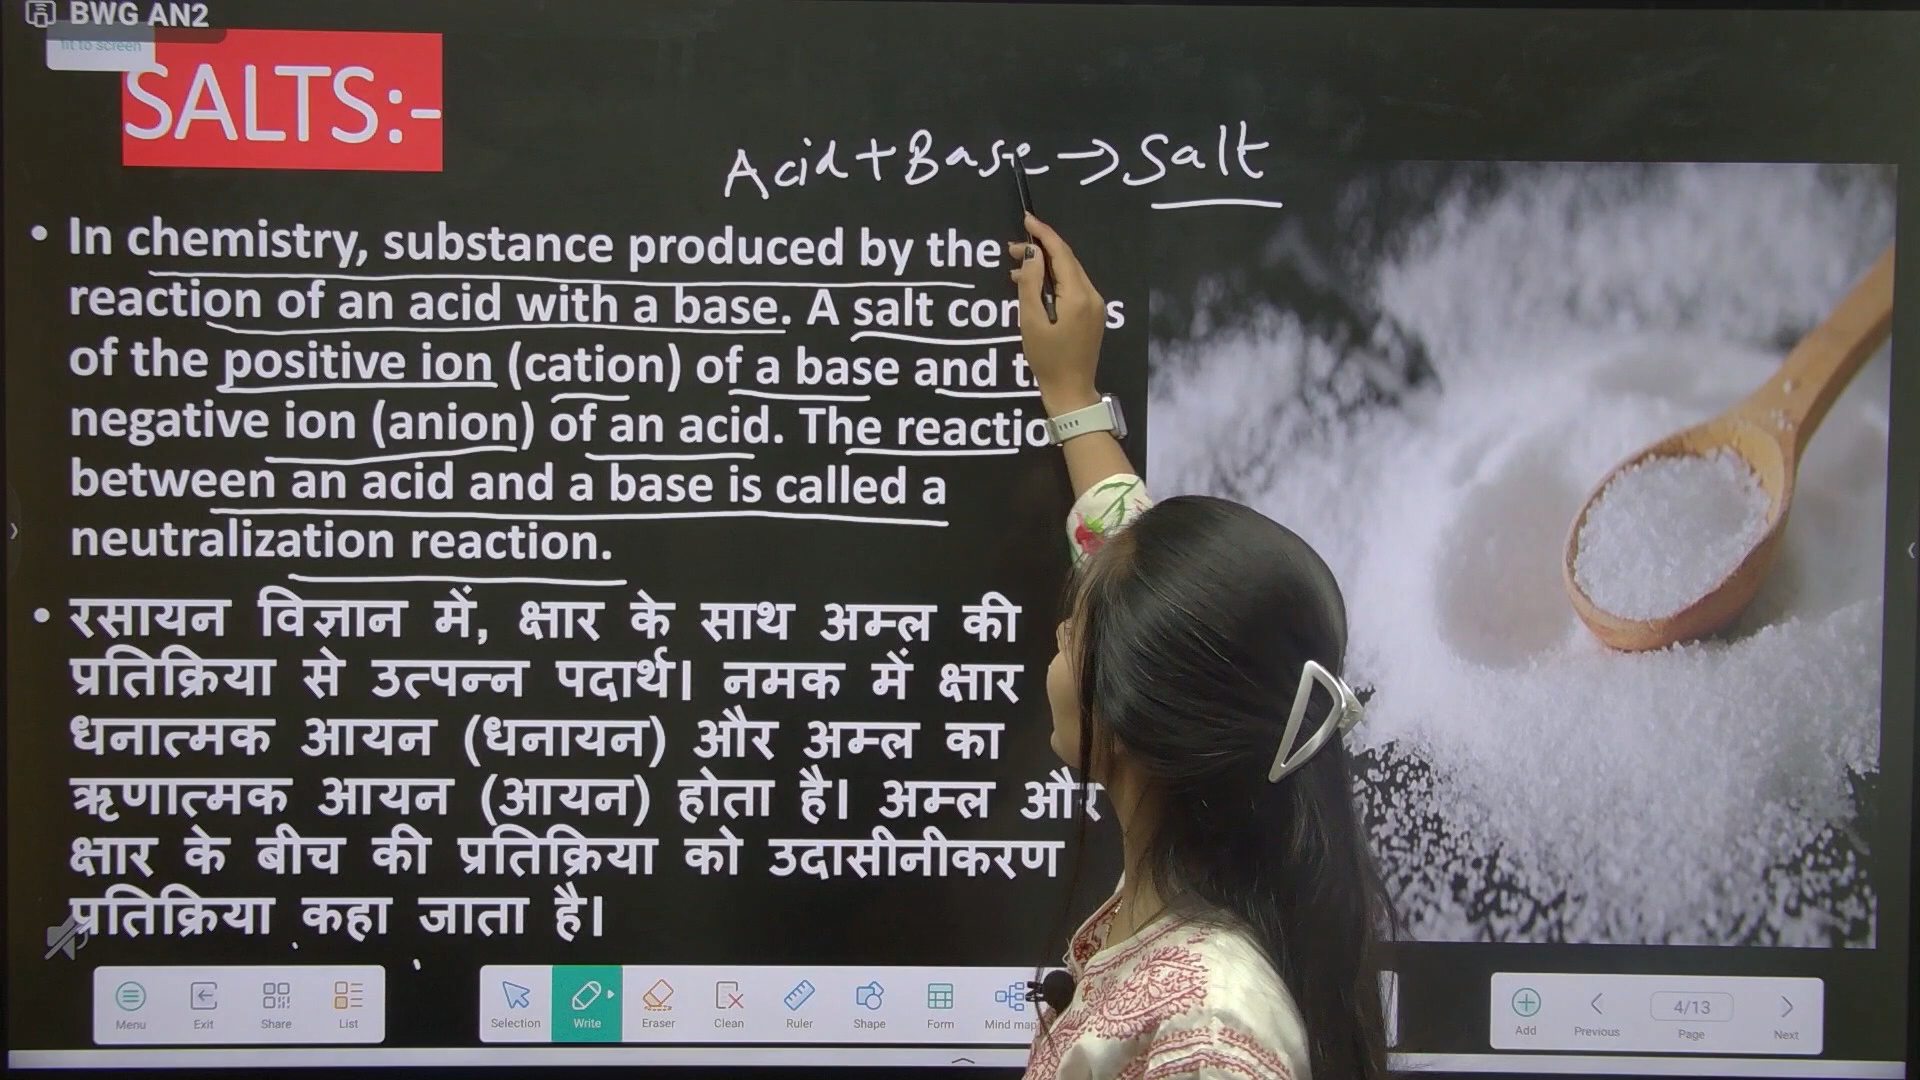 BWG AN2
fit to screen
SALTS:-
Acid + Base → Salt
• In chemistry, substance produced by the
reaction of an acid with a base. A salt
of the positive ion (cation) of a base and
negative ion (anion) of an acid. The
between an acid and a base is called a
neutralization reaction.
• रसायन विज्ञान में, क्षार के साथ अम्ल की
प्रतिक्रिया से उत्पन्न पदार्थ। नमक में क्षार
धनात्मक आयन (धनायन) और अम्ल का
ऋणात्मक आयन (आयन) होता है। अम्ल और
क्षार के बीच की प्रतिक्रिया को उदासीनीकरण
प्रतिक्रिया कहा जाता है।
Menu Exit Share List Selection Write Eraser Clean Ruler Shape Form Mind map Add Previous 4/13 Page Next